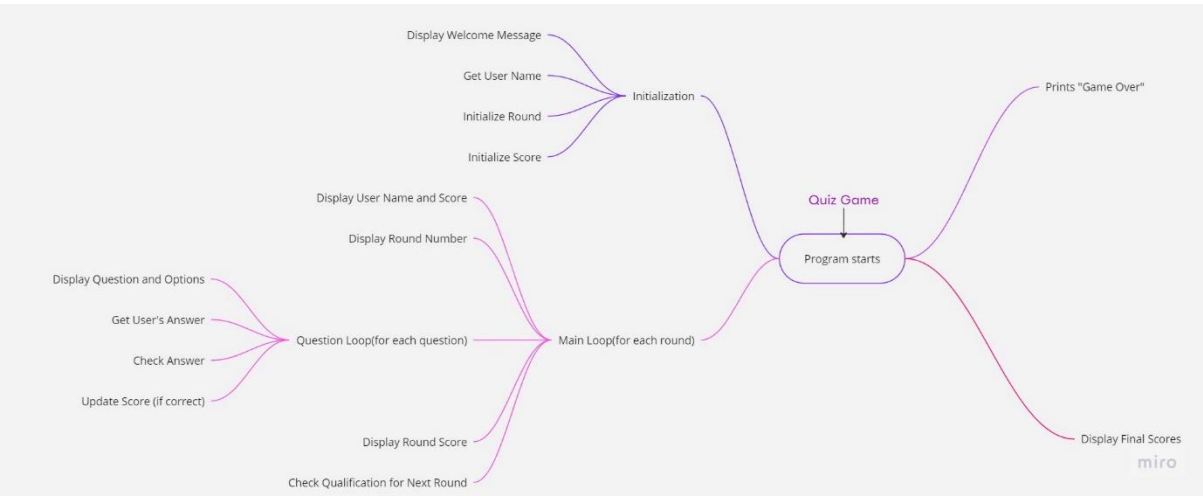 Display Welcome Message
Get User Name
Initialize Round
Initialize Score
Initialization
Display User Name and Score
Display Round Number
Display Question and Options
Get User's Answer
Check Answer
Update Score (if correct)
Question Loop(for each question)
Main Loop(for each round)
Display Round Score
Check Qualification for Next Round
Quiz Game
Program starts
Prints "Game Over"
Display Final Scores
miro